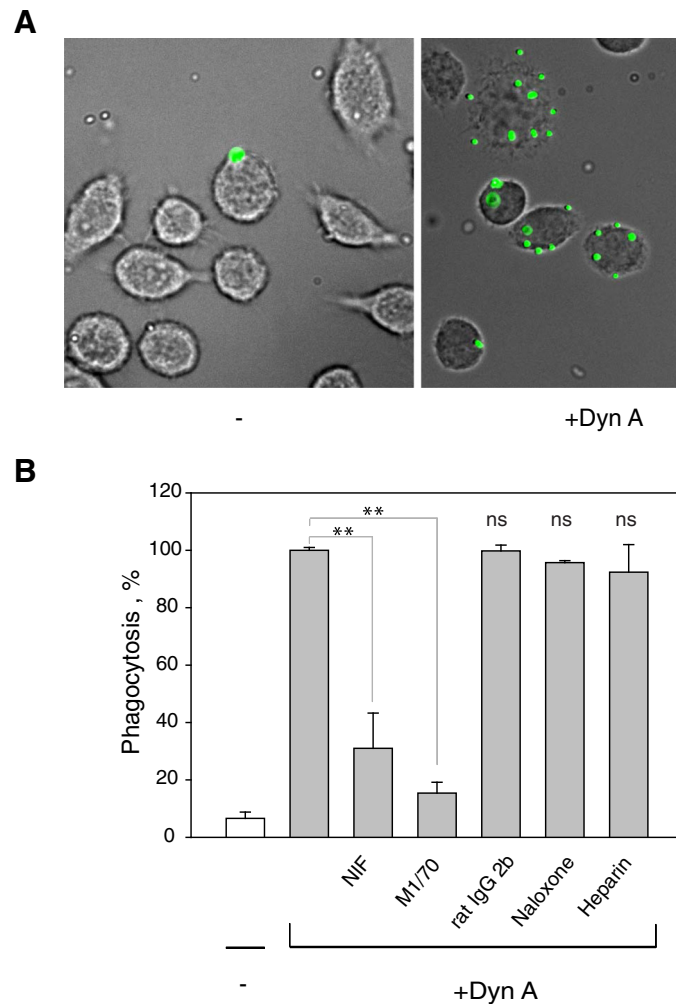 A
-
+Dyn A
B
Phagocytosis , %
120
100
80
60
40
20
0
**
**
ns
ns
ns
NIF
M1/70
rat IgG 2b
Naloxone
Heparin
-
+Dyn A